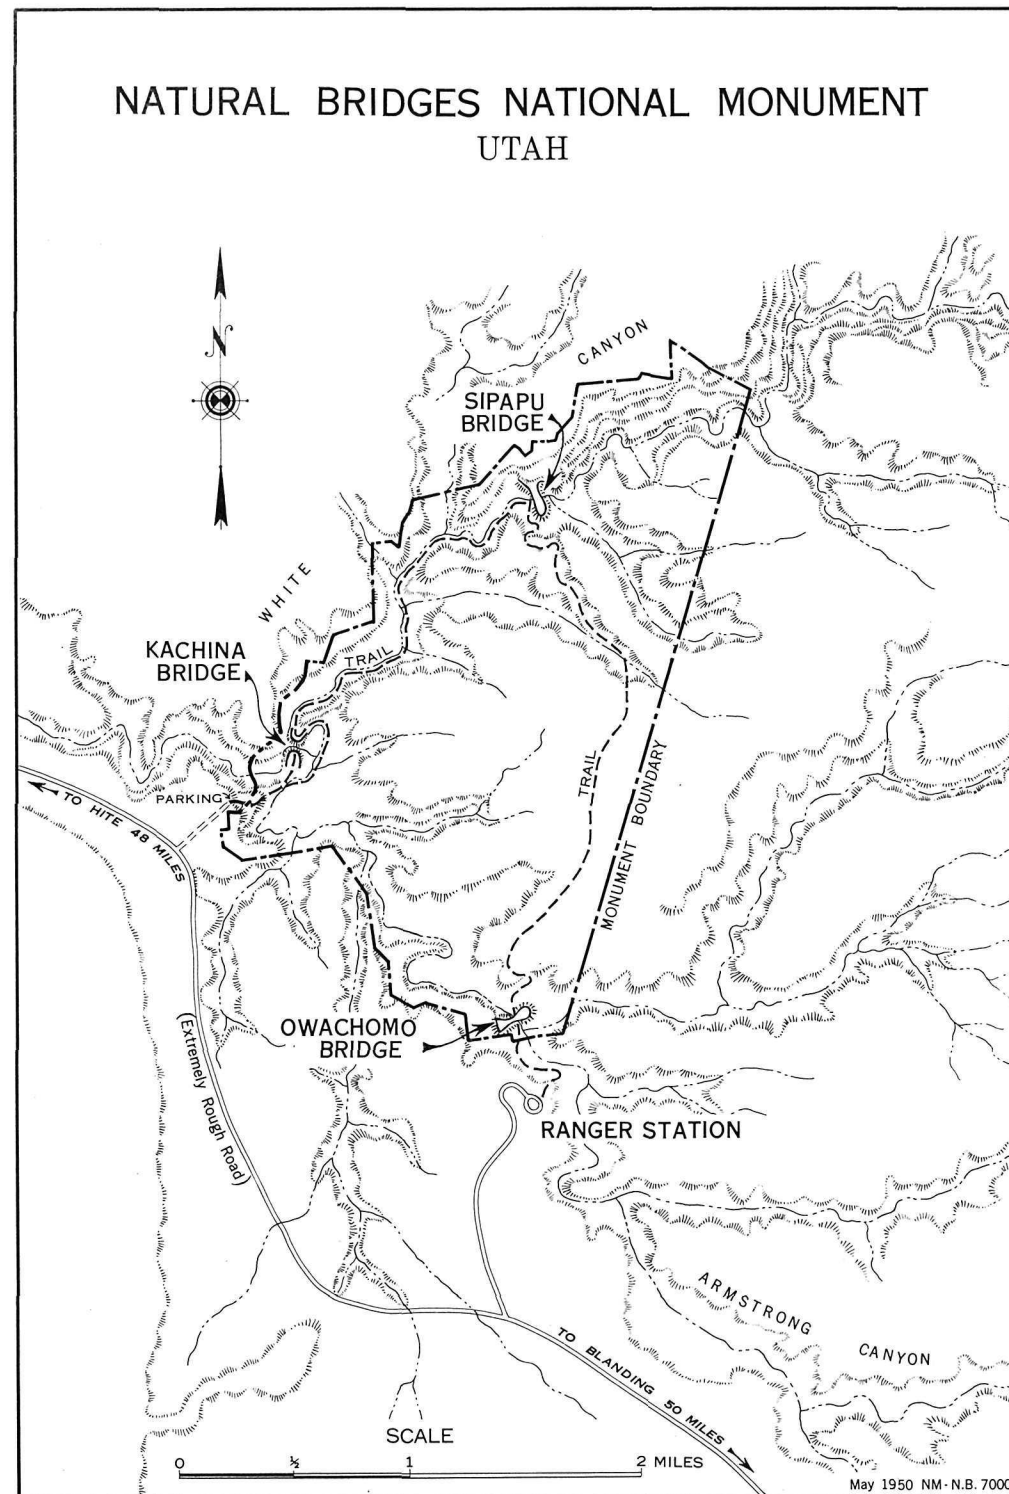 NATURAL BRIDGES NATIONAL MONUMENT
UTAH
N
CANYON
SIPAPU
BRIDGE
WHITE
KACHINA
BRIDGE
TRAIL
PARKING
TO HITE 48 MILES
TRAIL
MONUMENT BOUNDARY
OWACHOMO
BRIDGE
(Extremely Rough Road)
RANGER STATION
ARMSTRONG
CANYON
TO BLANDING 50 MILES
SCALE
0 ½ 1 2 MILES
May 1950 NM-N.B. 7000